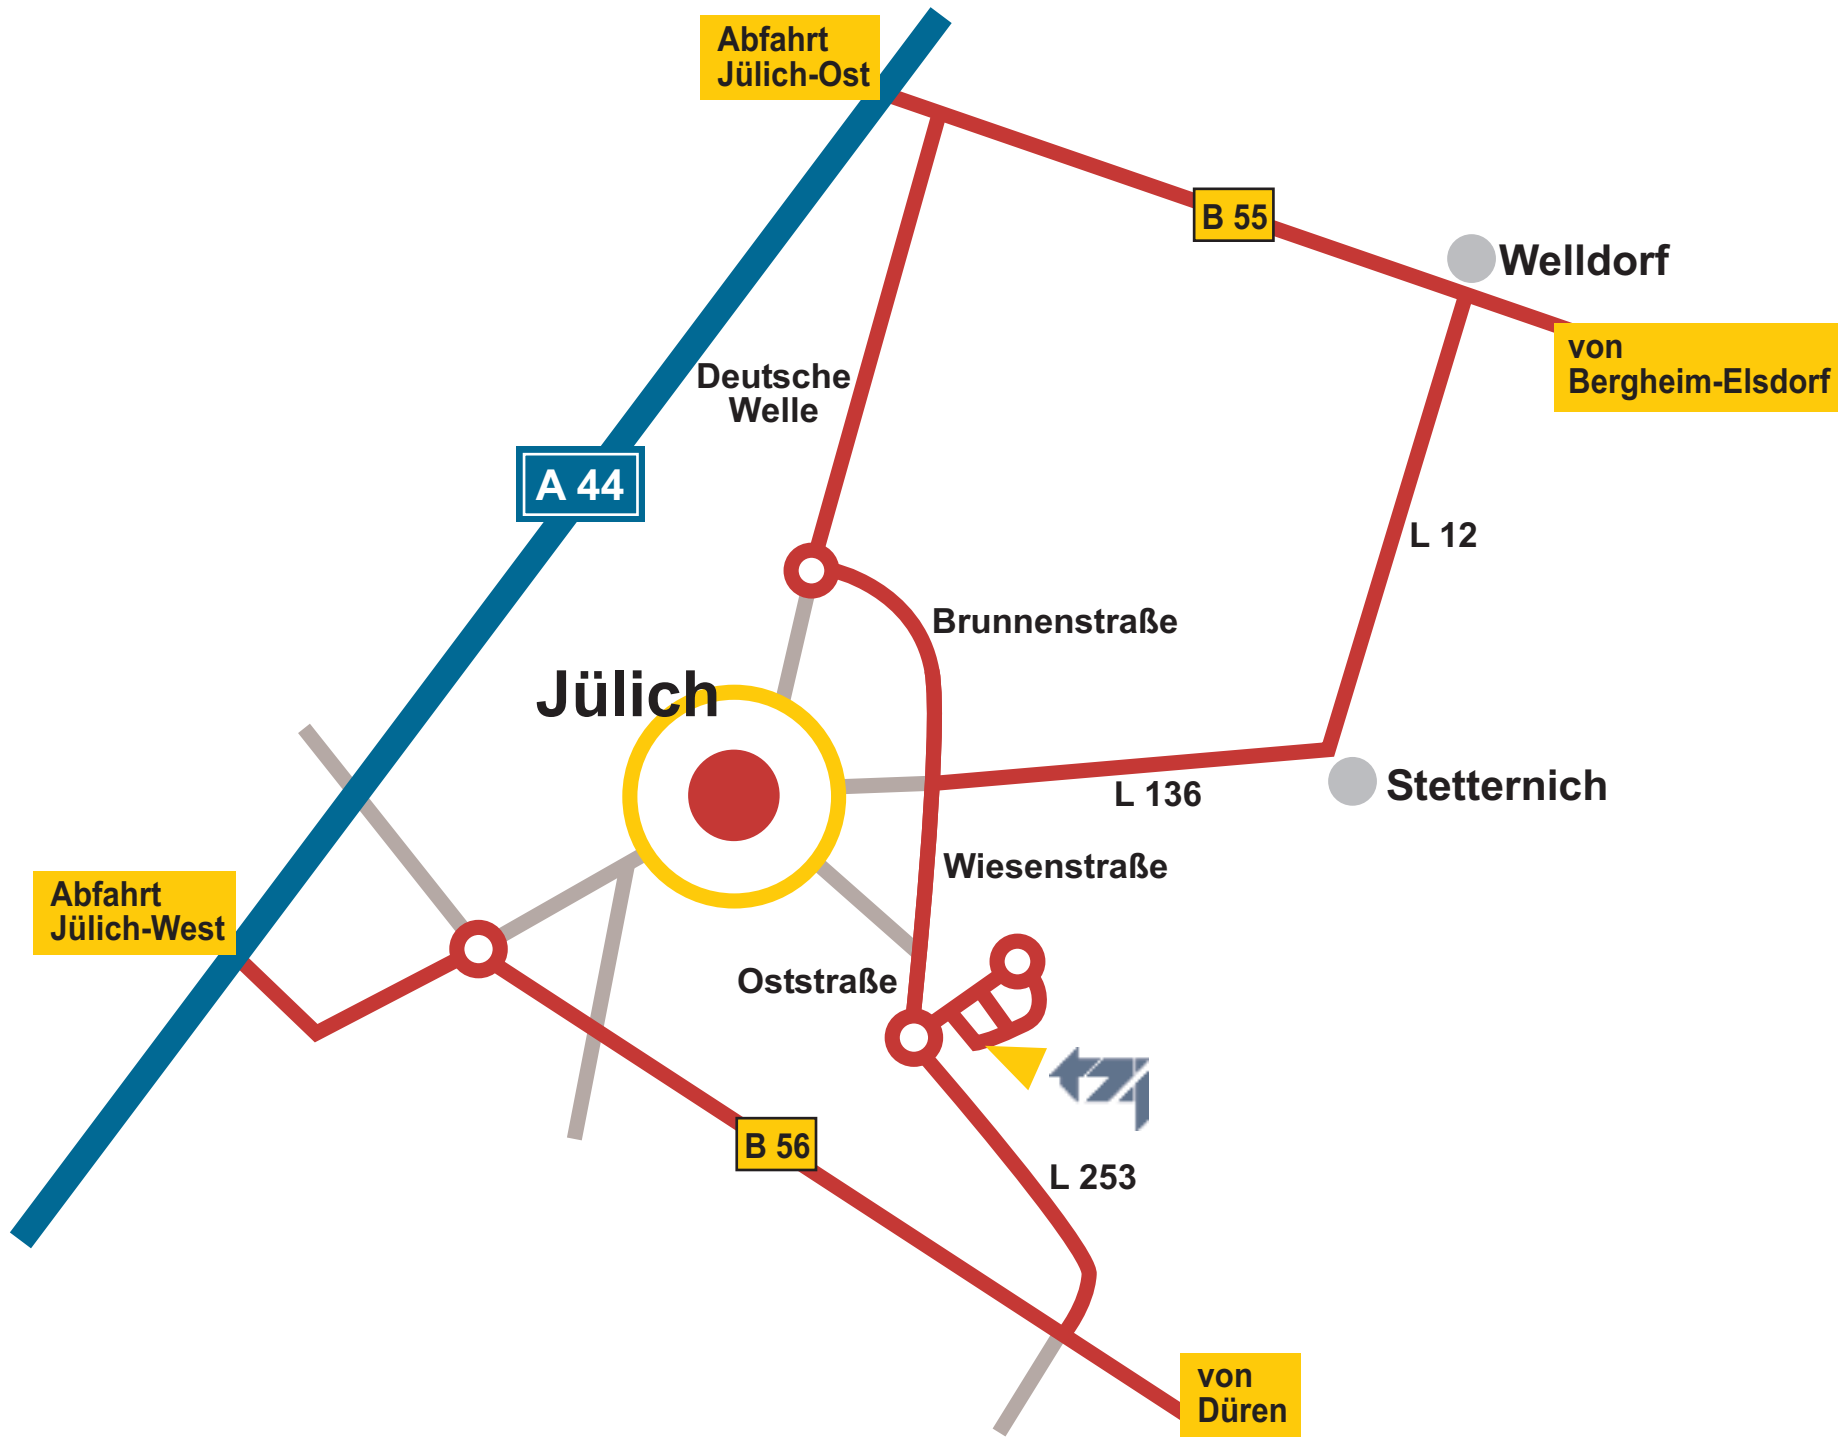 Abfahrt
Jülich-Ost
B 55
Welldorf
von
Bergheim-Elsdorf
Deutsche
Welle
A 44
L 12
Brunnenstraße
Jülich
Stetternich
L 136
Wiesenstraße
Abfahrt
Jülich-West
Oststraße
B 56
L 253
von
Düren